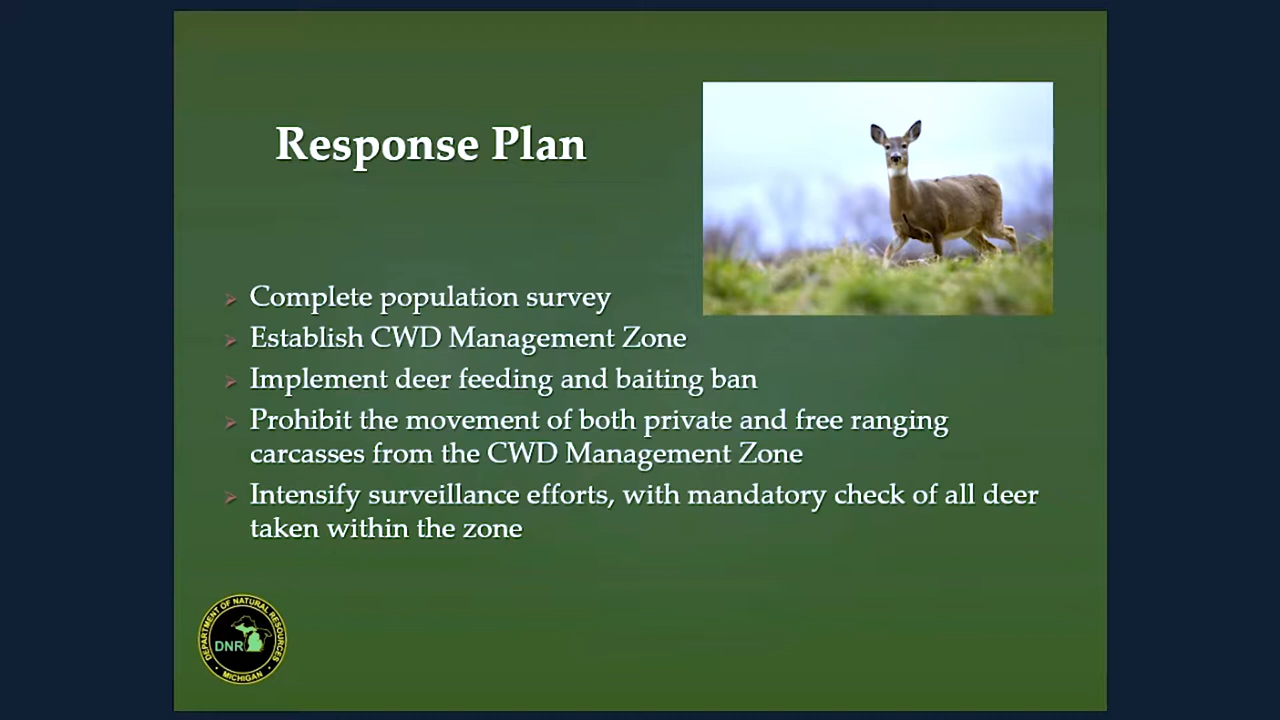 Response Plan
Complete population survey
Establish CWD Management Zone
Implement deer feeding and baiting ban
Prohibit the movement of both private and free ranging
carcasses from the CWD Management Zone
Intensify surveillance efforts, with mandatory check of all deer
taken within the zone
DEPARTMENT OF NATURAL RESOURCES
DNR
MICHIGAN